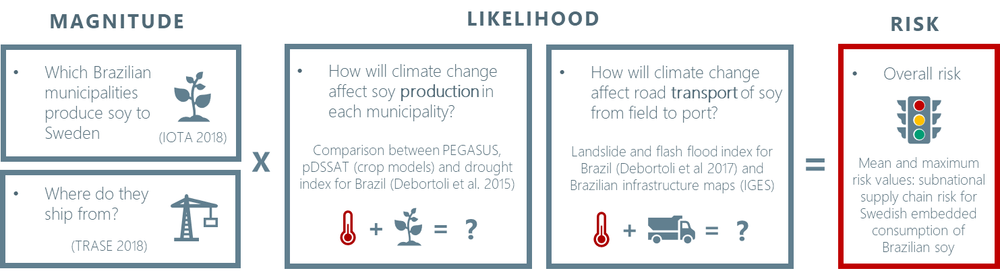 MAGNITUDE
• Which Brazilian
municipalities
produce soy to
Sweden
(IOTA 2018)
• Where do they
ship from?
(TRASE 2018)
X
LIKELIHOOD
• How will climate change
affect soy production in
each municipality?
Comparison between PEGASUS,
pDSSAT (crop models) and drought
index for Brazil (Debortoli et al. 2015)
+ = ?
• How will climate change
affect road transport of soy
from field to port?
Landslide and flash flood index for
Brazil (Debortoli et al 2017) and
Brazilian infrastructure maps (IGES)
+ = ?
=
RISK
• Overall risk
Mean and maximum
risk values: subnational
supply chain risk for
Swedish embedded
consumption of
Brazilian soy